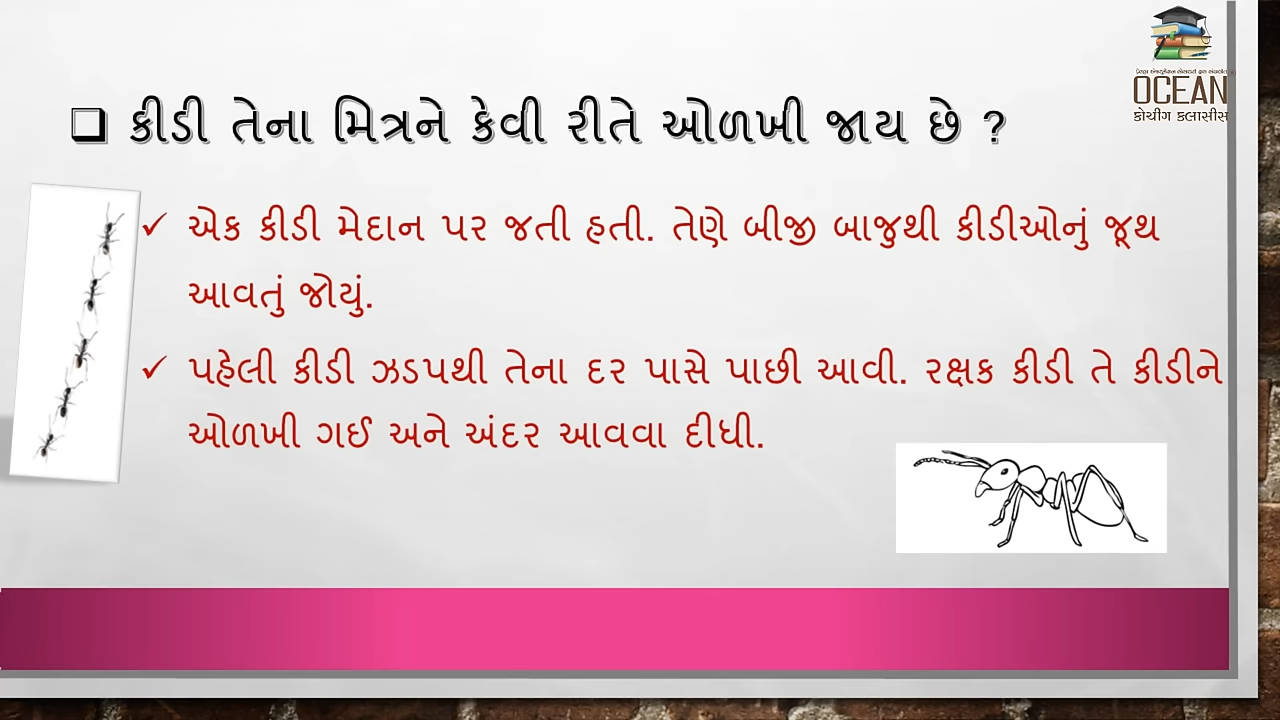 OCEAN
કોચીગ કલાસીસ
❑ કીડી તેના મિત્રને કેવી રીતે ઓળખી જાય છે ?
✓ એક કીડી મેદાન પર જતી હતી. તેણે બીજી બાજુથી કીડીઓનું જૂથ
આવતું જોયું.
✓ પહેલી કીડી ઝડપથી તેના દર પાસે પાછી આવી. રક્ષક કીડી તે કીડીને
ઓળખી ગઈ અને અંદર આવવા દીધી.